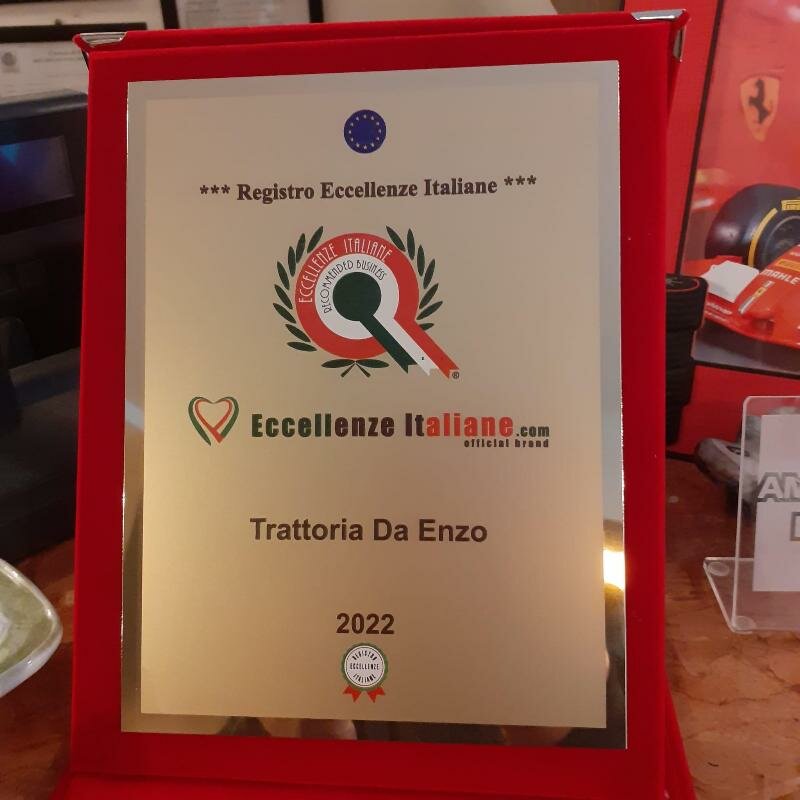 *** Registro Eccellenze Italiane ***
ECCELLENZE ITALIANE
RECOMMENDED BUSINESS
®
Eccellenze Italiane.com
official brand
Trattoria Da Enzo
2022
REGISTRO
ECCELLENZE
ITALIANE
MAHLE